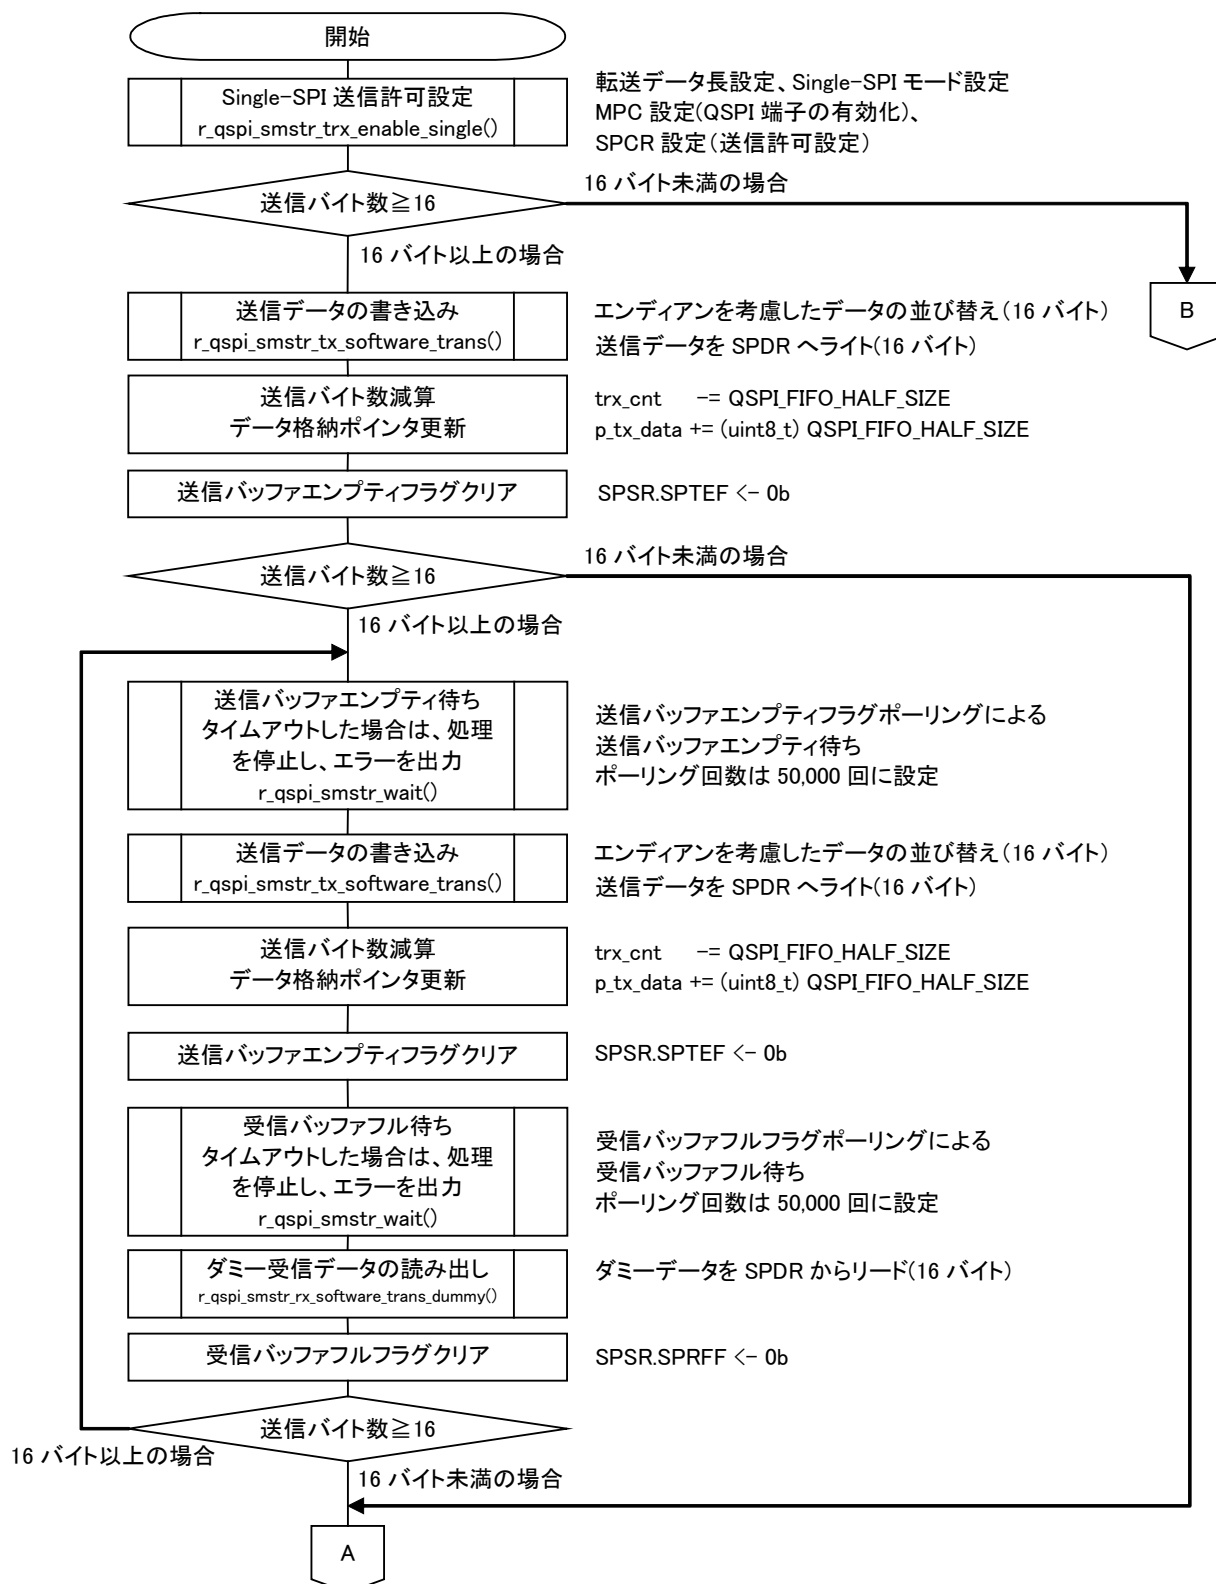 開始
Single-SPI 送信許可設定
r_qspi_smstr_trx_enable_single()
転送データ長設定、Single-SPI モード設定
MPC 設定(QSPI 端子の有効化)、
SPCR 設定(送信許可設定)
送信バイト数≧16
16 バイト未満の場合
16 バイト以上の場合
B
送信データの書き込み
r_qspi_smstr_tx_software_trans()
エンディアンを考慮したデータの並び替え(16 バイト)
送信データを SPDR へライト(16 バイト)
送信バイト数減算
データ格納ポインタ更新
trx_cnt -= QSPI_FIFO_HALF_SIZE
p_tx_data += (uint8_t) QSPI_FIFO_HALF_SIZE
送信バッファエンプティフラグクリア
SPSR.SPTEF <- 0b
送信バイト数≧16
16 バイト未満の場合
16 バイト以上の場合
送信バッファエンプティ待ち
タイムアウトした場合は、処理
を停止し、エラーを出力
r_qspi_smstr_wait()
送信バッファエンプティフラグポーリングによる
送信バッファエンプティ待ち
ポーリング回数は 50,000 回に設定
送信データの書き込み
r_qspi_smstr_tx_software_trans()
エンディアンを考慮したデータの並び替え(16 バイト)
送信データを SPDR へライト(16 バイト)
送信バイト数減算
データ格納ポインタ更新
trx_cnt -= QSPI_FIFO_HALF_SIZE
p_tx_data += (uint8_t) QSPI_FIFO_HALF_SIZE
送信バッファエンプティフラグクリア
SPSR.SPTEF <- 0b
受信バッファフル待ち
タイムアウトした場合は、処理
を停止し、エラーを出力
r_qspi_smstr_wait()
受信バッファフルフラグポーリングによる
受信バッファフル待ち
ポーリング回数は 50,000 回に設定
ダミー受信データの読み出し
r_qspi_smstr_rx_software_trans_dummy()
ダミーデータを SPDR からリード(16 バイト)
受信バッファフルフラグクリア
SPSR.SPRFF <- 0b
送信バイト数≧16
16 バイト以上の場合
16 バイト未満の場合
A